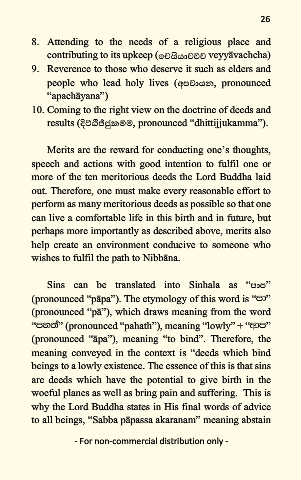 26
8. Attending to the needs of a religious place and
contributing to its upkeep (වෙයියාවච්ච veyyāvachcha)
9. Reverence to those who deserve it such as elders and
people who lead holy lives (අපචායන, pronounced
“apachāyana”)
10. Coming to the right view on the doctrine of deeds and
results (දිට්ඨිජ්ජුකම්ම, pronounced “dhittijjukamma”).
Merits are the reward for conducting one’s thoughts,
speech and actions with good intention to fulfil one or
more of the ten meritorious deeds the Lord Buddha laid
out. Therefore, one must make every reasonable effort to
perform as many meritorious deeds as possible so that one
can live a comfortable life in this birth and in future, but
perhaps more importantly as described above, merits also
help create an environment conducive to someone who
wishes to fulfil the path to Nibbāna.
Sins can be translated into Sinhala as “පාප”
(pronounced “pāpa”). The etymology of this word is “පා”
(pronounced “pā”), which draws meaning from the word
“පහත්” (pronounced “pahath”), meaning “lowly” + “ආප”
(pronounced “āpa”), meaning “to bind”. Therefore, the
meaning conveyed in the context is “deeds which bind
beings to a lowly existence. The essence of this is that sins
are deeds which have the potential to give birth in the
woeful planes as well as bring pain and suffering. This is
why the Lord Buddha states in His final words of advice
to all beings, “Sabba pāpassa akaranam” meaning abstain
- For non-commercial distribution only -